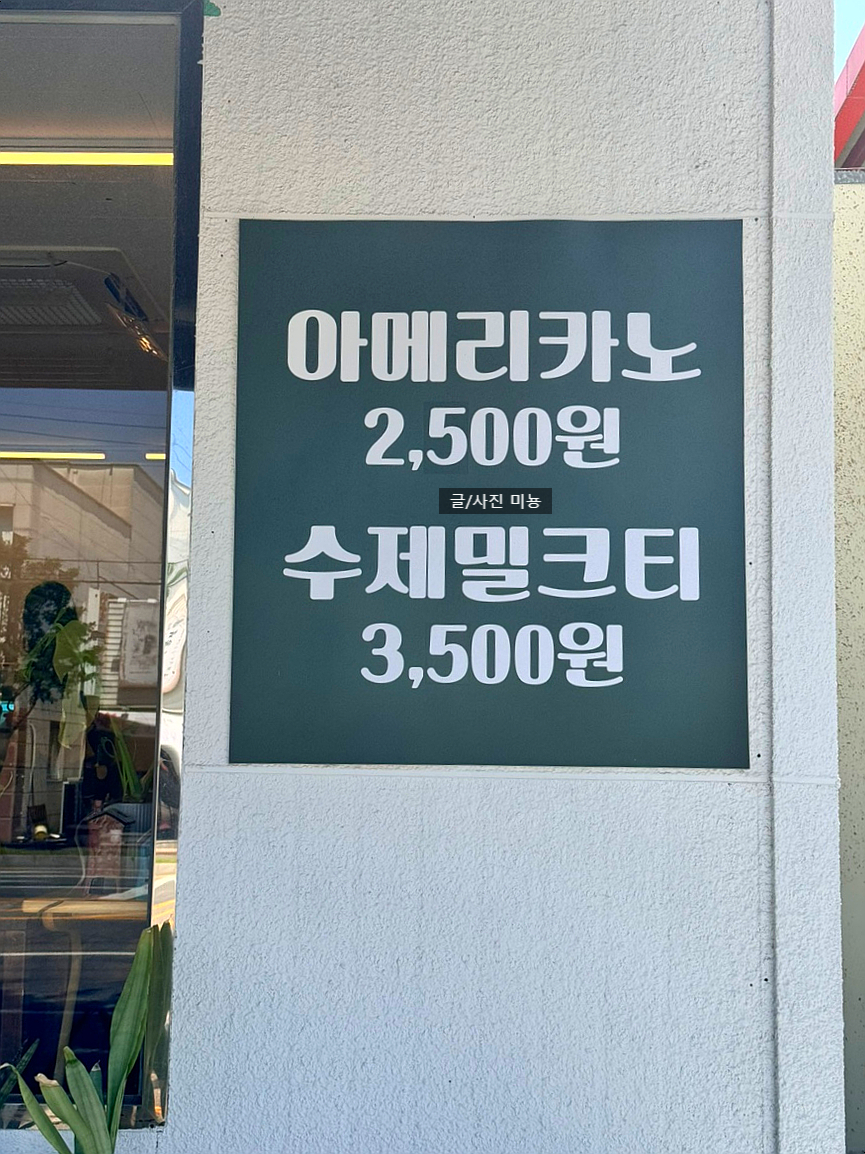 아메리카노
2,500원
글/사진 미뇽
수제밀크티
3,500원